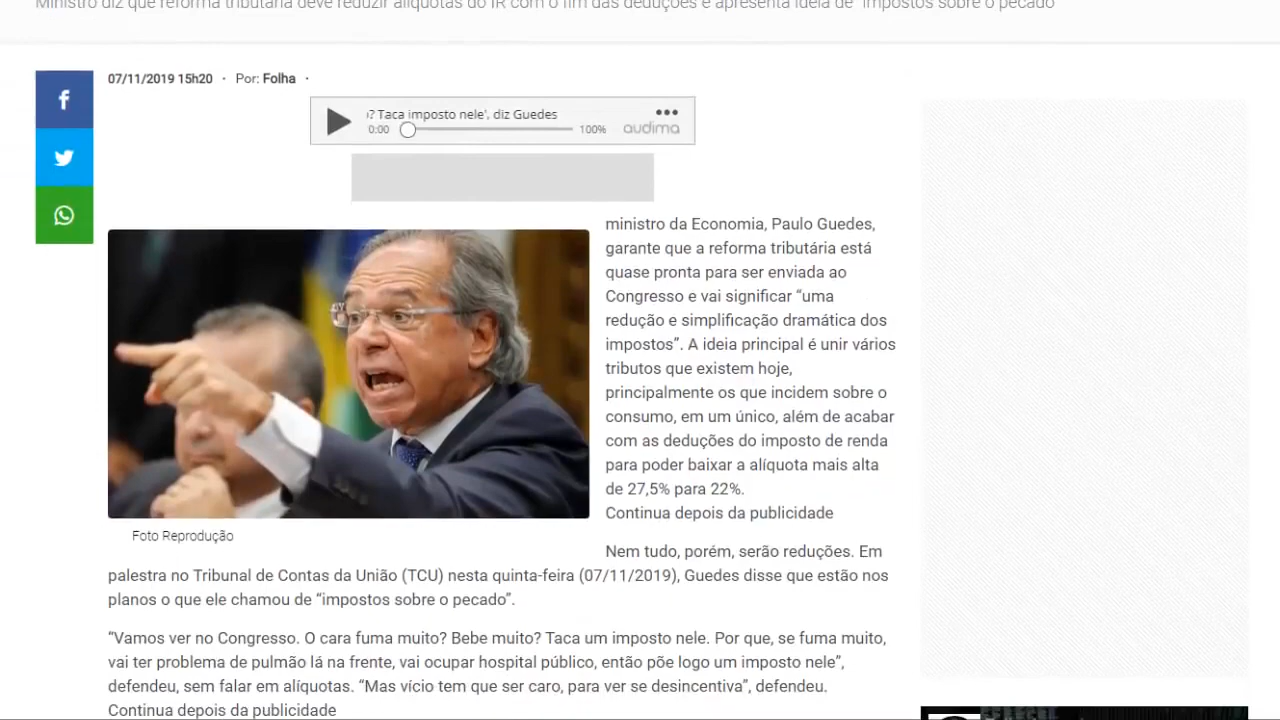 Ministro diz que reforma tributária deve reduzir alíquotas do IR com o fim das deduções e apresenta ideia de "impostos sobre o pecado"
07/11/2019 15h20 · Por: Folha ·
? Taca imposto nele', diz Guedes
0:00 100% audima
ministro da Economia, Paulo Guedes,
garante que a reforma tributária está
quase pronta para ser enviada ao
Congresso e vai significar “uma
redução e simplificação dramática dos
impostos”. A ideia principal é unir vários
tributos que existem hoje,
principalmente os que incidem sobre o
consumo, em um único, além de acabar
com as deduções do imposto de renda
para poder baixar a alíquota mais alta
de 27,5% para 22%.
Continua depois da publicidade
Foto Reprodução
Nem tudo, porém, serão reduções. Em
palestra no Tribunal de Contas da União (TCU) nesta quinta-feira (07/11/2019), Guedes disse que estão nos
planos o que ele chamou de “impostos sobre o pecado”.
“Vamos ver no Congresso. O cara fuma muito? Bebe muito? Taca um imposto nele. Por que, se fuma muito,
vai ter problema de pulmão lá na frente, vai ocupar hospital público, então põe logo um imposto nele”,
defendeu, sem falar em alíquotas. “Mas vício tem que ser caro, para ver se desincentiva”, defendeu.
Continua depois da publicidade